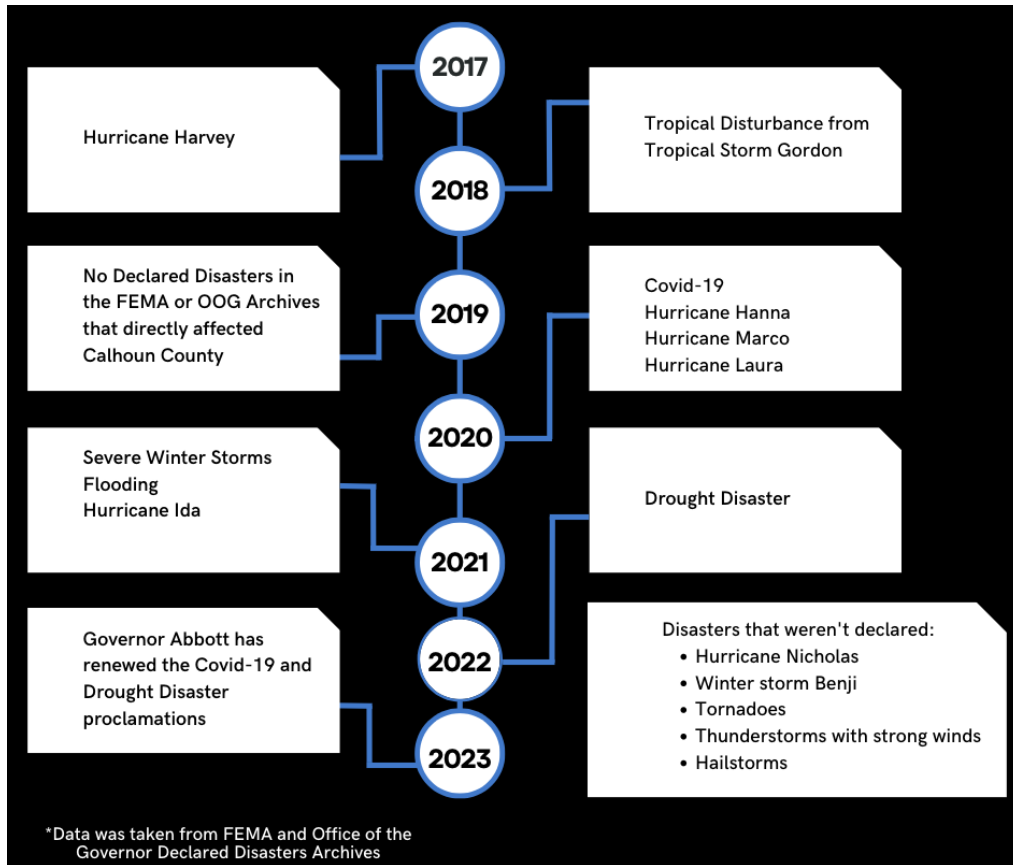 2017
Hurricane Harvey
2018
Tropical Disturbance from
Tropical Storm Gordon
2019
No Declared Disasters in
the FEMA or OOG Archives
that directly affected
Calhoun County
2020
Covid-19
Hurricane Hanna
Hurricane Marco
Hurricane Laura
2021
Severe Winter Storms
Flooding
Hurricane Ida
2022
Drought Disaster
2023
Governor Abbott has
renewed the Covid-19 and
Drought Disaster
proclamations
Disasters that weren't declared:
• Hurricane Nicholas
• Winter storm Benji
• Tornadoes
• Thunderstorms with strong winds
• Hailstorms
*Data was taken from FEMA and Office of the
Governor Declared Disasters Archives